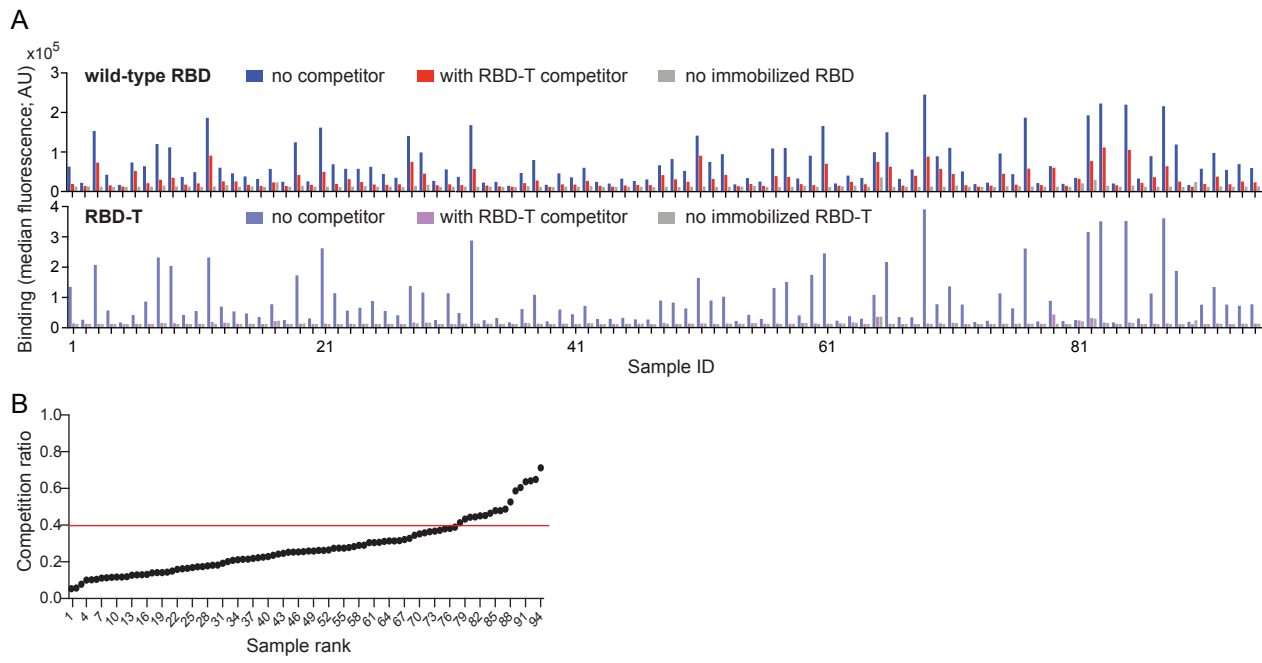 A
x10⁵
3
wild-type RBD no competitor with RBD-T competitor no immobilized RBD
2
1
0
RBD-T no competitor with RBD-T competitor no immobilized RBD-T
4
3
2
1
0
Binding (median fluorescence; AU)
1 21 41 61 81
Sample ID
B
1.0
0.8
0.6
0.4
0.2
0.0
Competition ratio
1 4 7 10 13 16 19 22 25 28 31 34 37 40 43 46 49 52 55 58 61 64 67 70 73 76 79 82 85 88 91 94
Sample rank